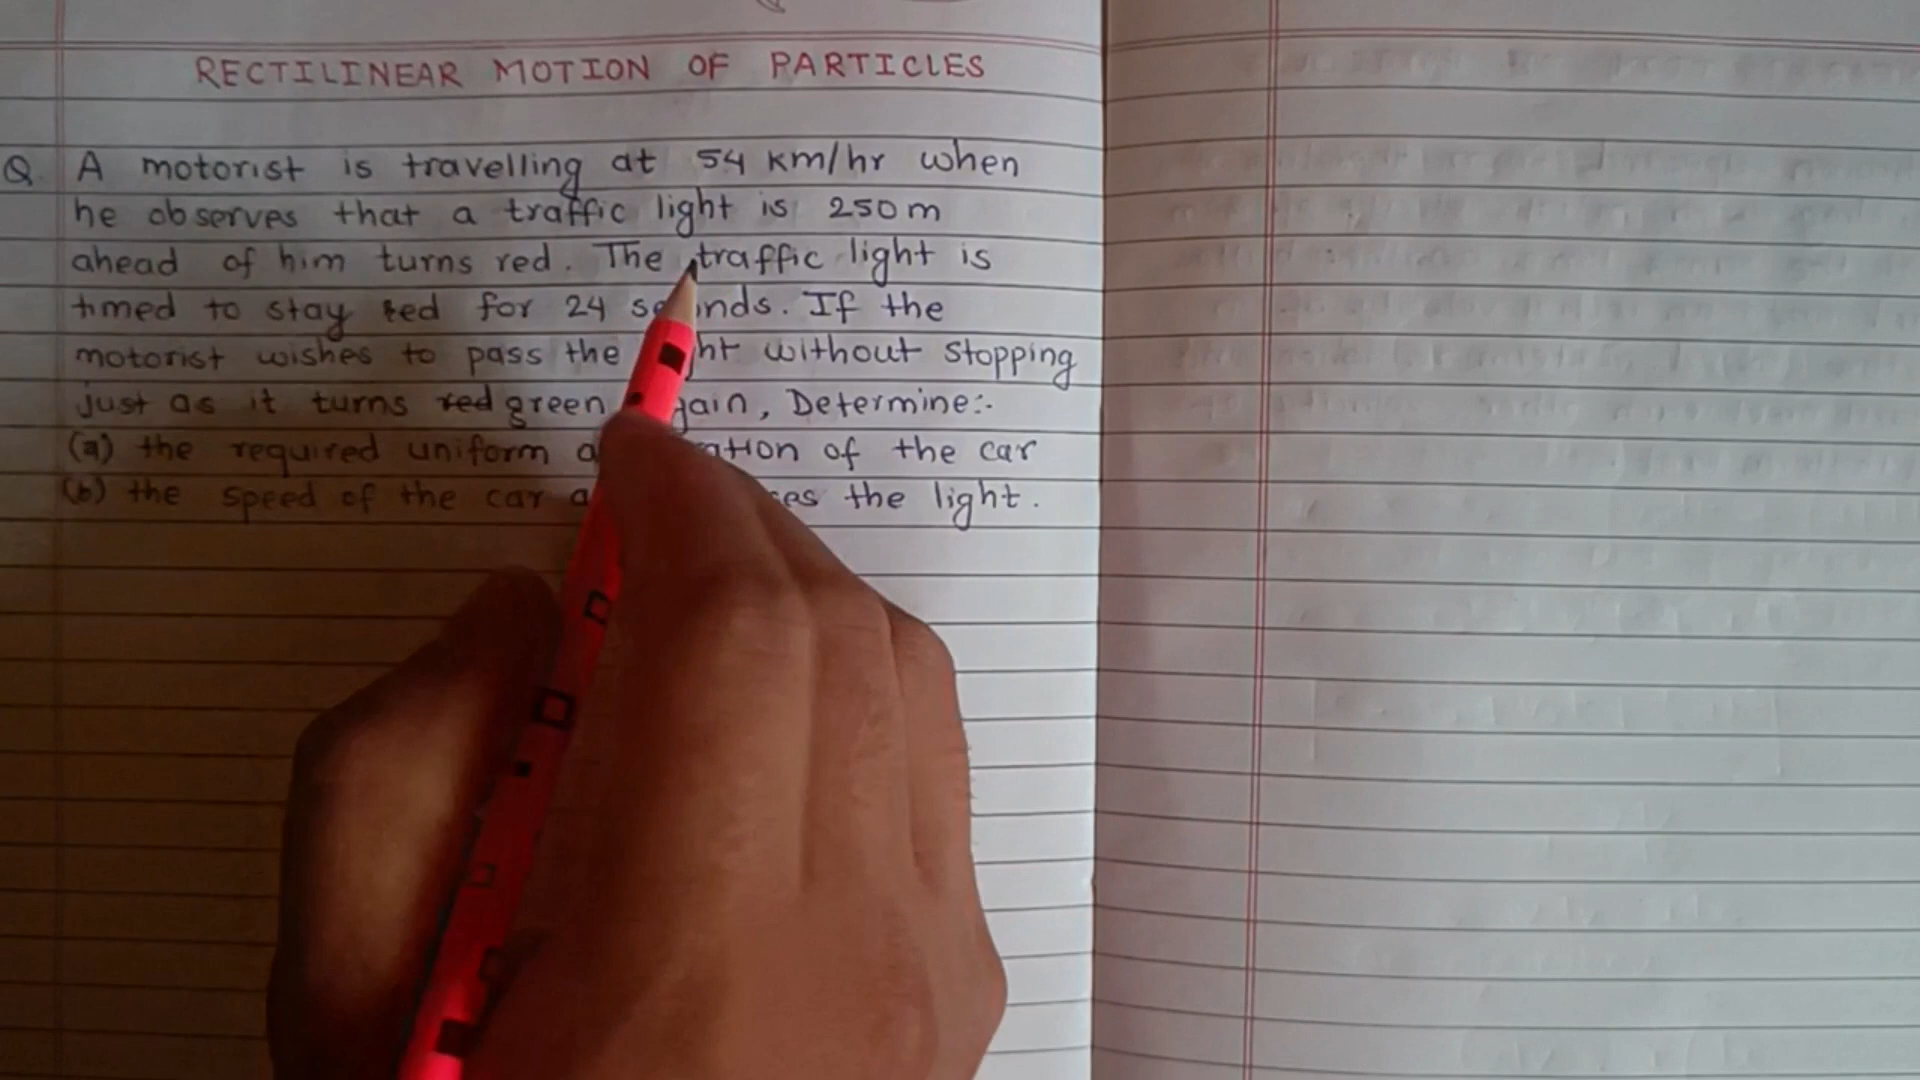 RECTILINEAR MOTION OF PARTICLES
Q. A motorist is travelling at 54 km/hr when
he observes that a traffic light is 250m
ahead of him turns red. The traffic light is
timed to stay red for 24 nds. If the
motorist wishes to pass the ht without stopping
just as it turns red green gain, Determine:-
(a) the required uniform ation of the car
(b) the speed of the car a es the light.